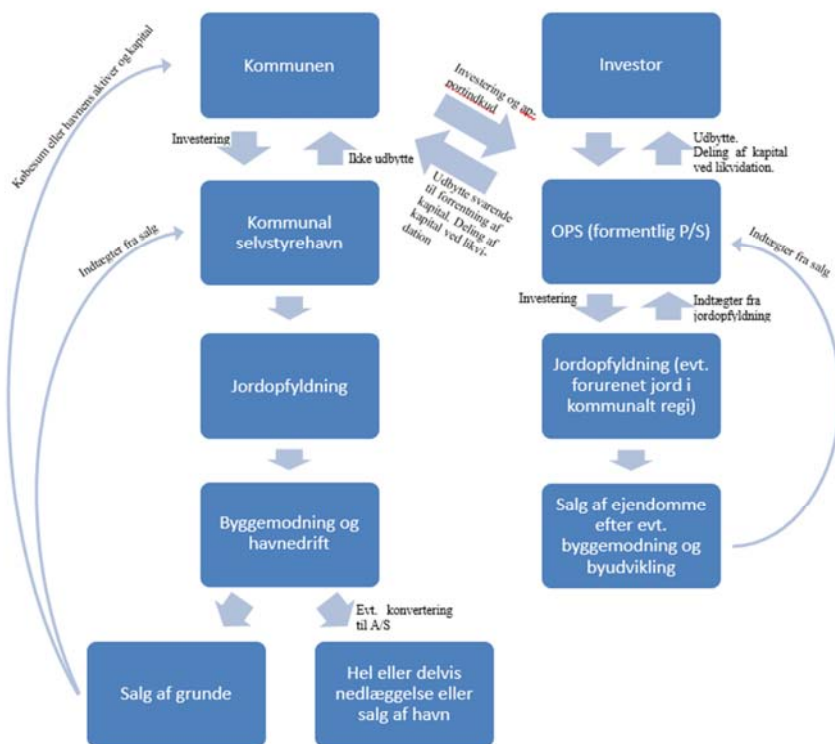 Kommunen
Investor
Købesum eller havnens aktiver og kapital
Investering og ap-
portindkud
Investering
Ikke udbytte
Udbytte.
Deling af kapital
ved likvidation.
Udbytte svarende
til forrentning af
kapital. Deling af
kapital ved likvi-
dation
Kommunal
selvstyrehavn
OPS (formentlig P/S)
Indtægter fra salg
Indtægter fra salg
Investering
Indtægter fra
jordopfyldning
Jordopfyldning
Jordopfyldning (evt.
forurenet jord i
kommunalt regi)
Byggemodning og
havnedrift
Salg af ejendomme
efter evt.
byggemodning og
byudvikling
Evt. konvertering
til A/S
Salg af grunde
Hel eller delvis
nedlæggelse eller
salg af havn